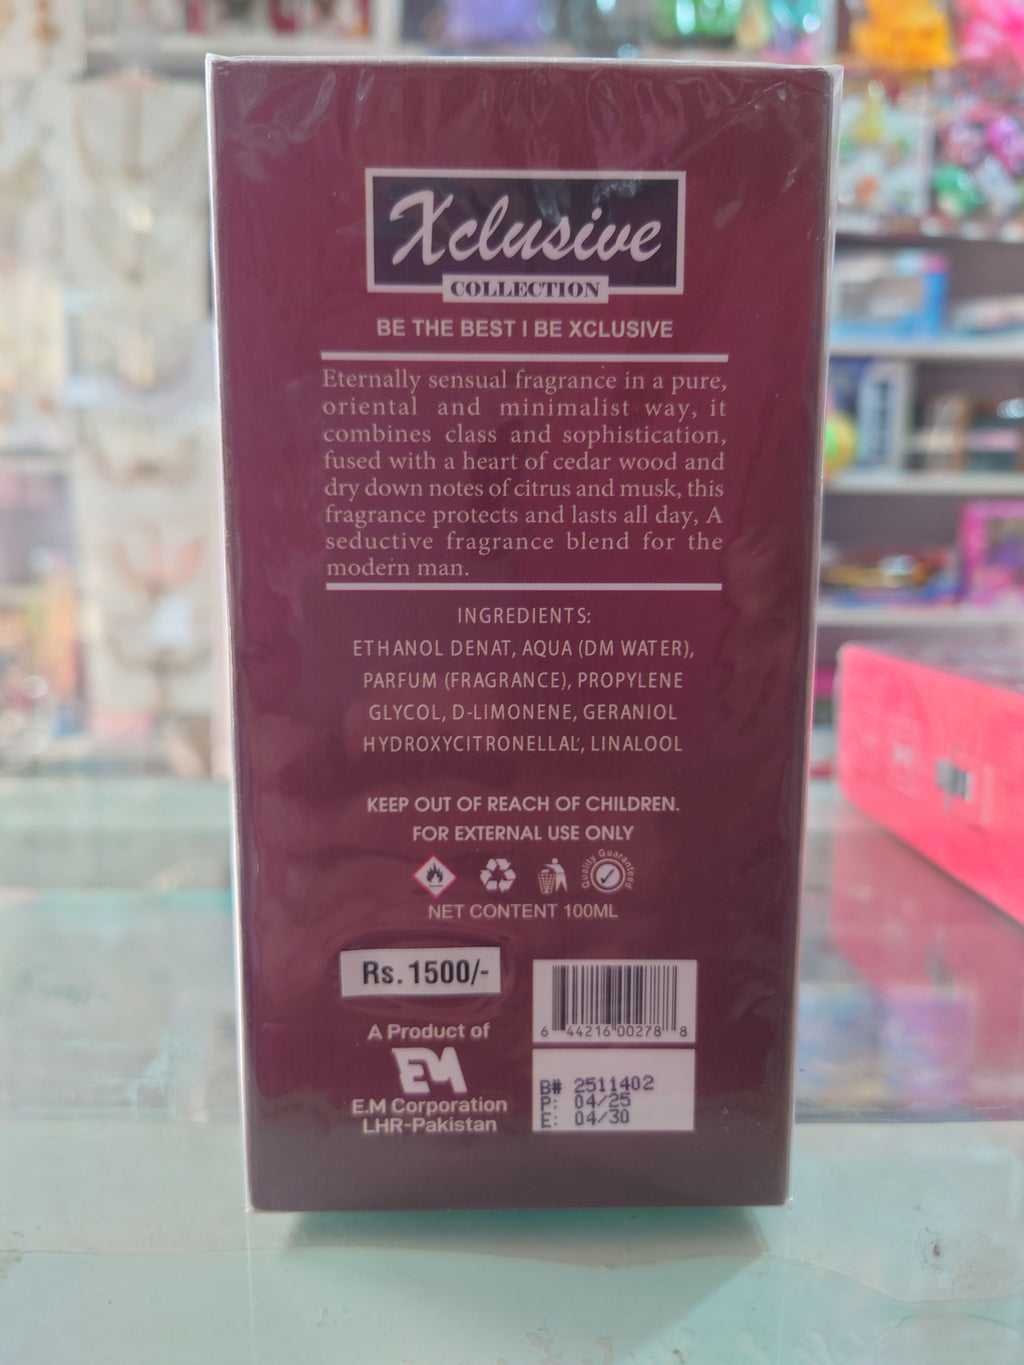 Xclusive
COLLECTION
BE THE BEST I BE XCLUSIVE
Eternally sensual fragrance in a pure,
oriental and minimalist way, it
combines class and sophistication,
fused with a heart of cedar wood and
dry down notes of citrus and musk, this
fragrance protects and lasts all day, A
seductive fragrance blend for the
modern man.
INGREDIENTS:
ETHANOL DENAT, AQUA (DM WATER),
PARFUM (FRAGRANCE), PROPYLENE
GLYCOL, D-LIMONENE, GERANIOL
HYDROXYCITRONELLAL, LINALOOL
KEEP OUT OF REACH OF CHILDREN.
FOR EXTERNAL USE ONLY
Quality Guaranteed
NET CONTENT 100ML
Rs. 1500/-
6 44216 00278 8
A Product of
EM
E.M Corporation
LHR-Pakistan
B# 2511402
P: 04/25
E: 04/30